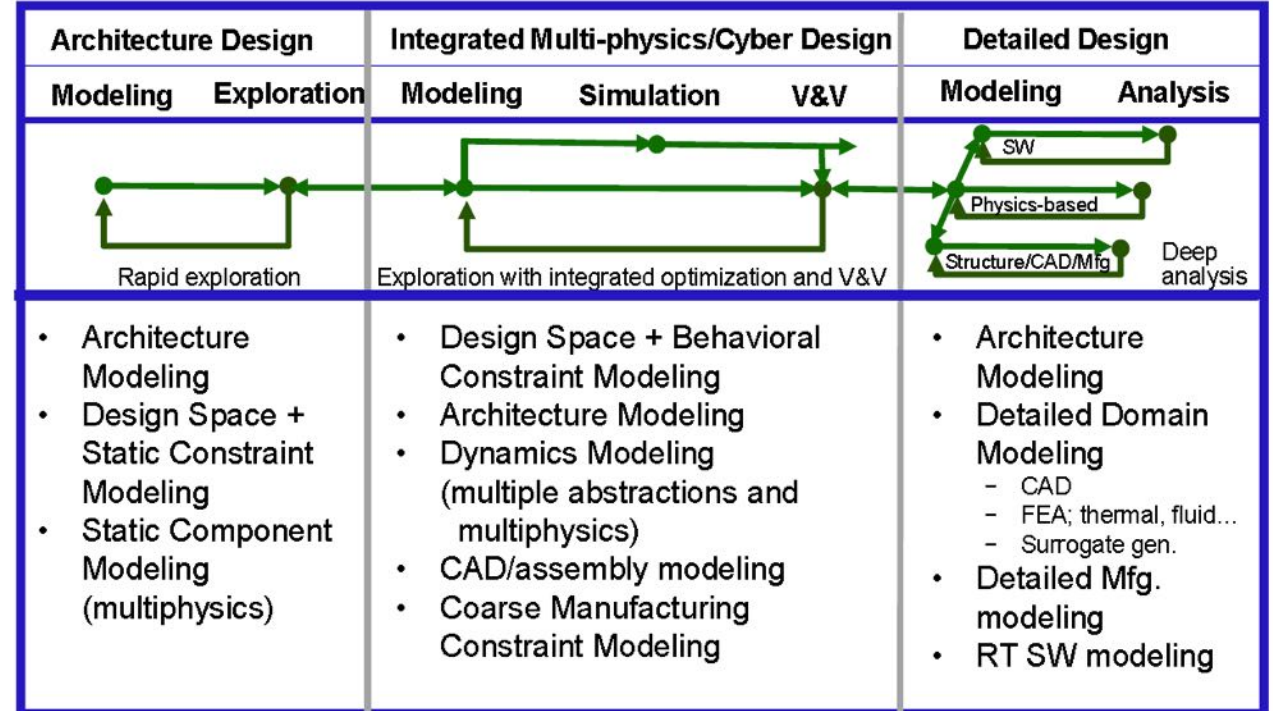 Architecture Design
Integrated Multi-physics/Cyber Design
Detailed Design
Modeling Exploration
Modeling Simulation V&V
Modeling Analysis
SW
Physics-based
Structure/CAD/Mfg
Deep
analysis
Rapid exploration
Exploration with integrated optimization and V&V
• Architecture
Modeling
• Design Space +
Static Constraint
Modeling
• Static Component
Modeling
(multiphysics)
• Design Space + Behavioral
Constraint Modeling
• Architecture Modeling
• Dynamics Modeling
(multiple abstractions and
multiphysics)
• CAD/assembly modeling
• Coarse Manufacturing
Constraint Modeling
• Architecture
Modeling
• Detailed Domain
Modeling
– CAD
– FEA; thermal, fluid...
– Surrogate gen.
• Detailed Mfg.
modeling
• RT SW modeling